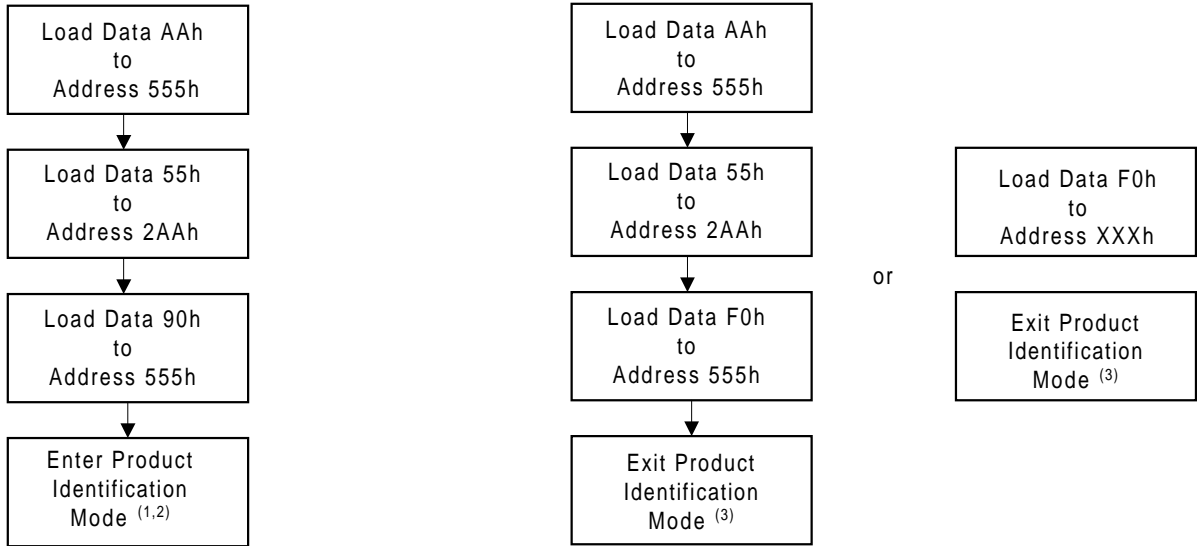 Load Data AAh
to
Address 555h
Load Data 55h
to
Address 2AAh
Load Data 90h
to
Address 555h
Enter Product
Identification
Mode (1,2)
Load Data AAh
to
Address 555h
Load Data 55h
to
Address 2AAh
Load Data F0h
to
Address 555h
Exit Product
Identification
Mode (3)
or
Load Data F0h
to
Address XXXh
Exit Product
Identification
Mode (3)